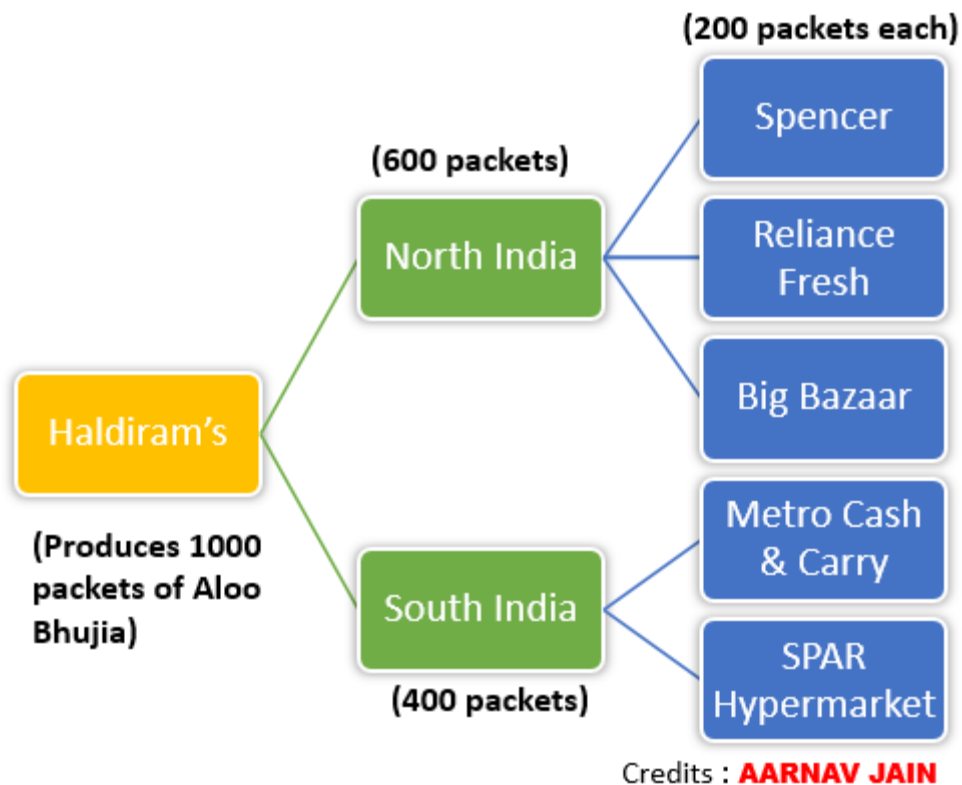 (200 packets each)
Spencer
(600 packets)
North India
Reliance
Fresh
Big Bazaar
Haldiram’s
(Produces 1000
packets of Aloo
Bhujia)
Metro Cash
& Carry
South India
(400 packets)
SPAR
Hypermarket
Credits : AARNAV JAIN